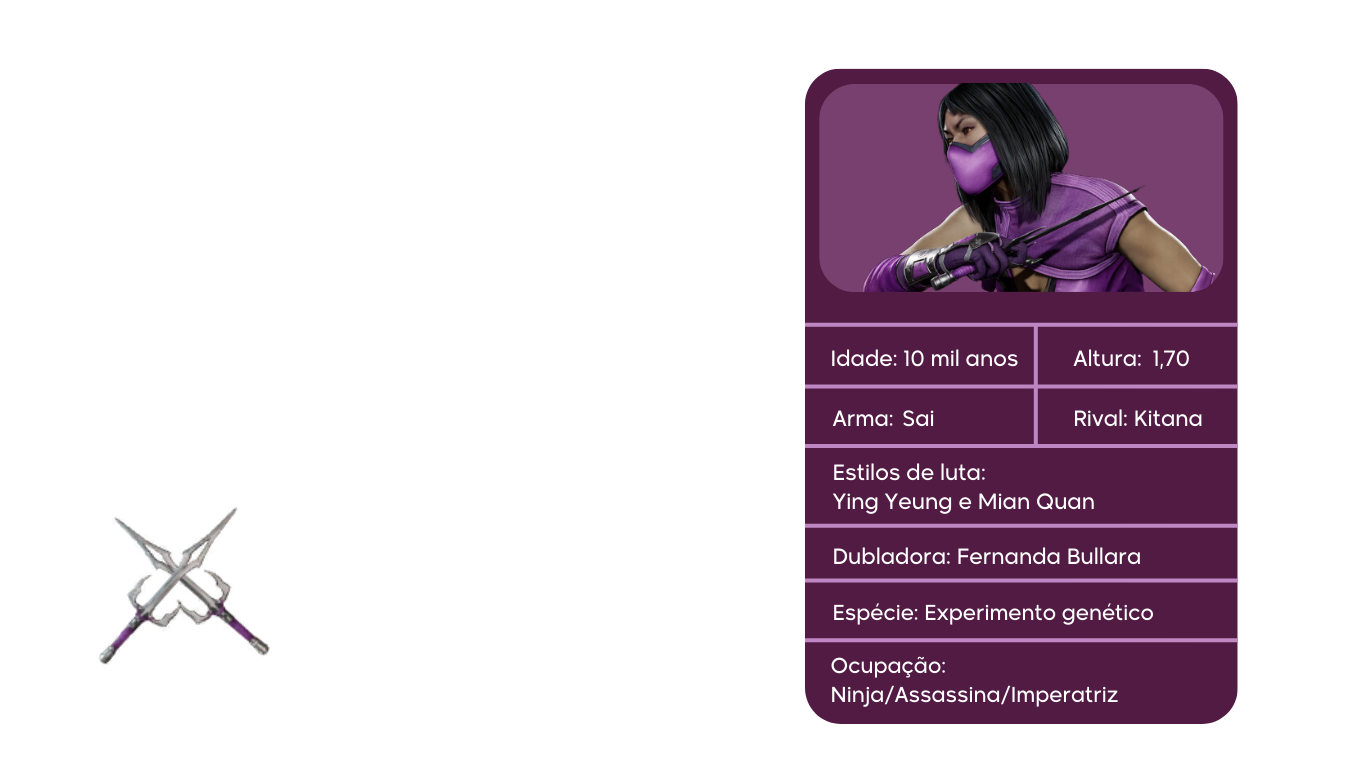 Idade: 10 mil anos
Altura: 1,70
Arma: Sai
Rival: Kitana
Estilos de luta:
Ying Yeung e Mian Quan
Dubladora: Fernanda Bullara
Espécie: Experimento genético
Ocupação:
Ninja/Assassina/Imperatriz